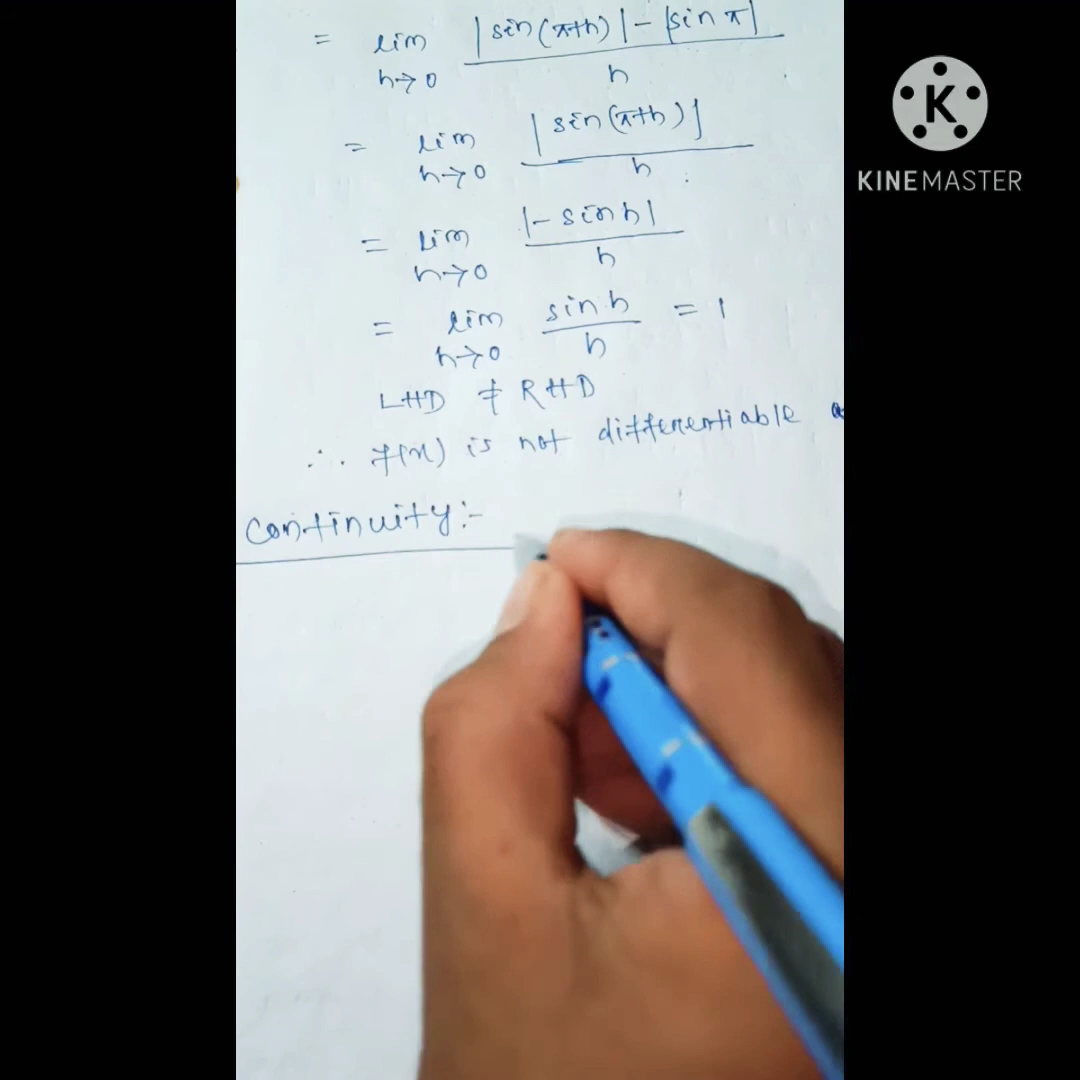 = lim h→0 |sin(π+h)| - |sin π| / h
= lim h→0 |sin(π+h)| / h
= lim h→0 |- sin h| / h
= lim h→0 sin h / h = 1
LHD ≠ RHD
∴ f(x) is not differentiable
Continuity:-
K
KINEMASTER